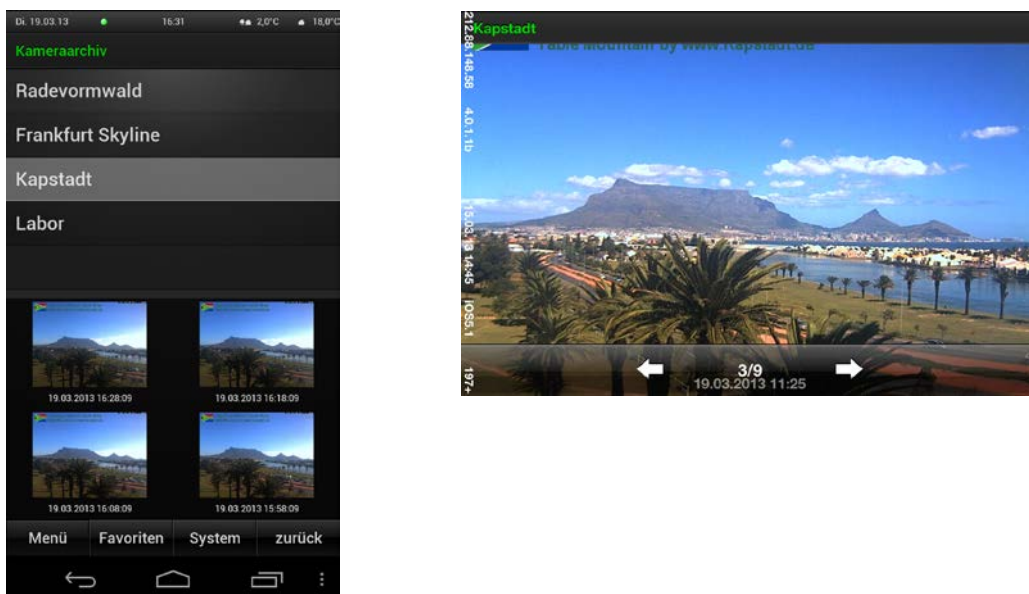 Di. 19.03.13 16:31 2,0°C 18,0°C
Kameraarchiv
Radevormwald
Frankfurt Skyline
Kapstadt
Labor
19.03.2013 16:28:09 19.03.2013 16:18:09
19.03.2013 16:08:09 19.03.2013 15:58:09
Menü Favoriten System zurück
Kapstadt
Table Mountain by www.Kapstadt.de
212.88.148.58 4.0.1.1b 15.03.13 14:45 iOS5.1 197+
3/9
19.03.2013 11:25